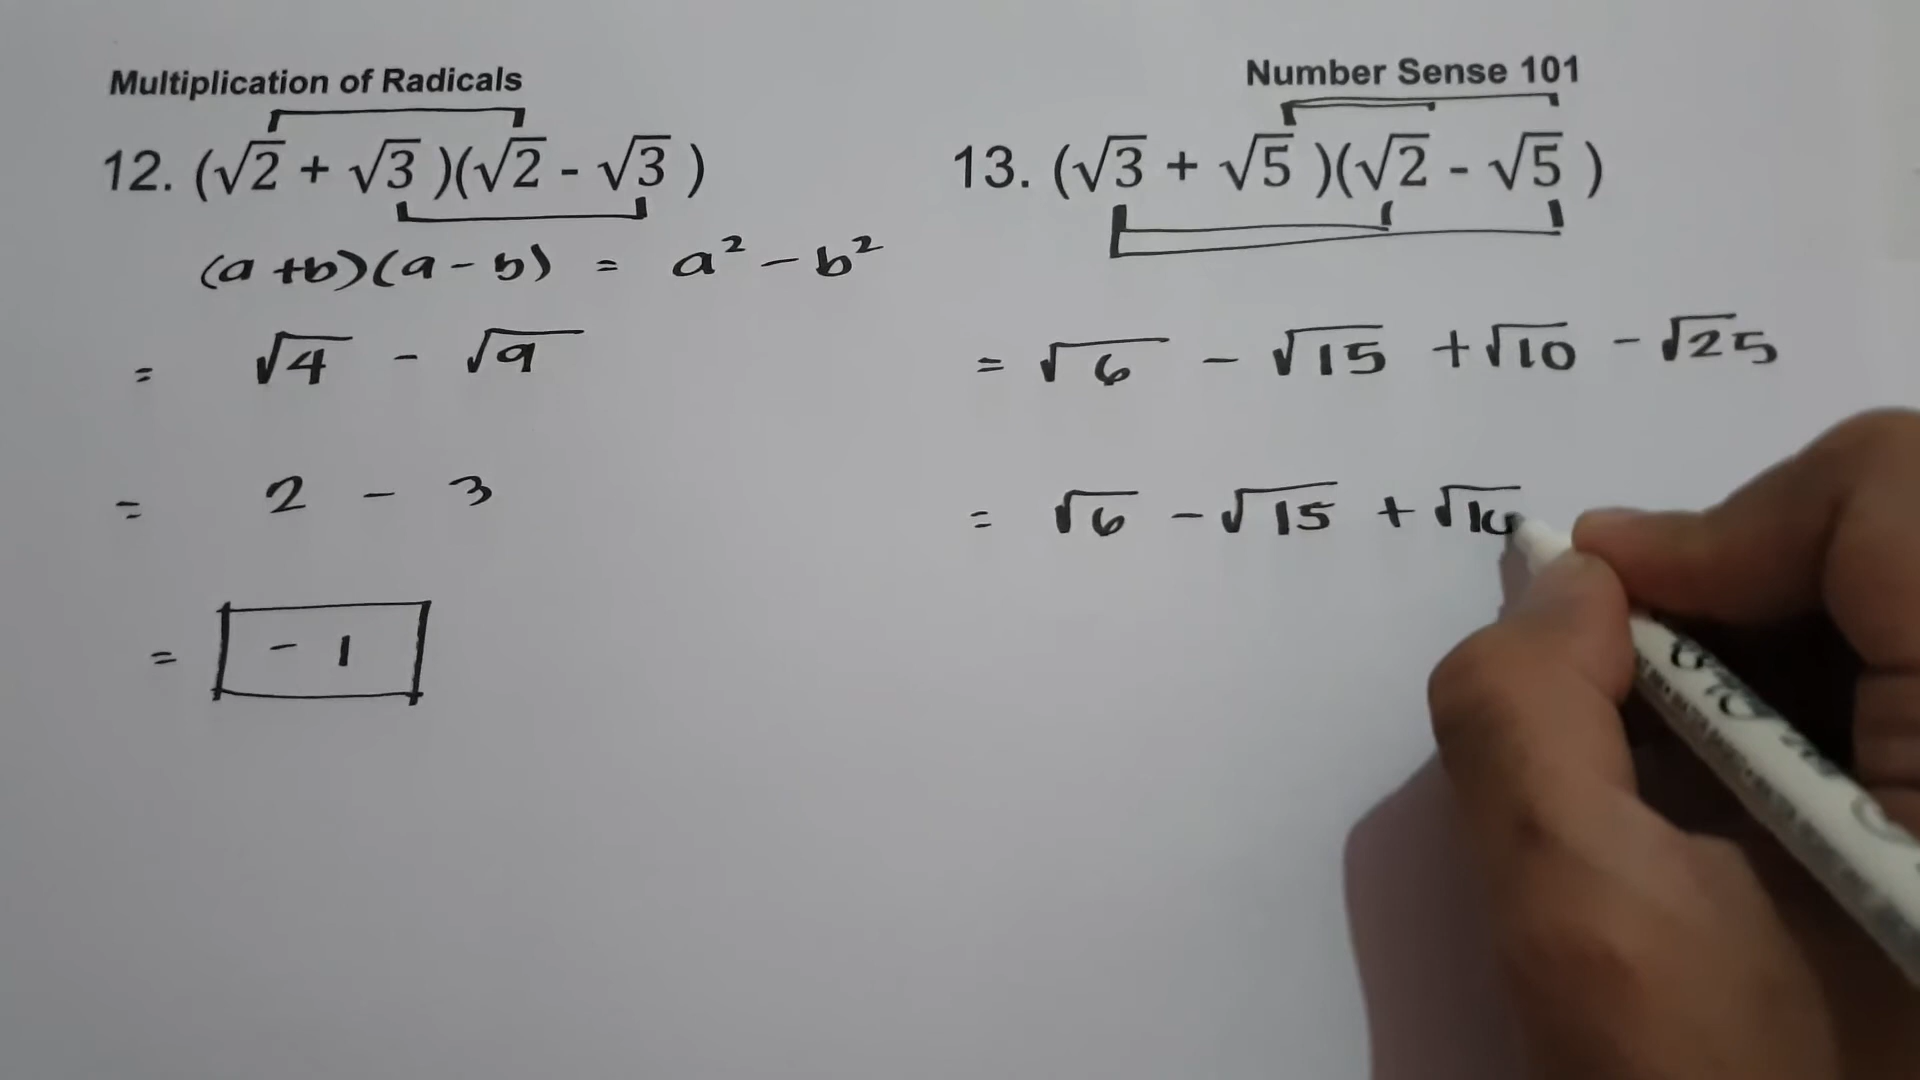 Multiplication of Radicals
Number Sense 101
12. (√2 + √3 )(√2 - √3 )
(a + b)(a - b) = a² - b²
= √4 - √9
= 2 - 3
= - 1
13. (√3 + √5 )(√2 - √5 )
= √6 - √15 + √10 - √25
= √6 - √15 + √10